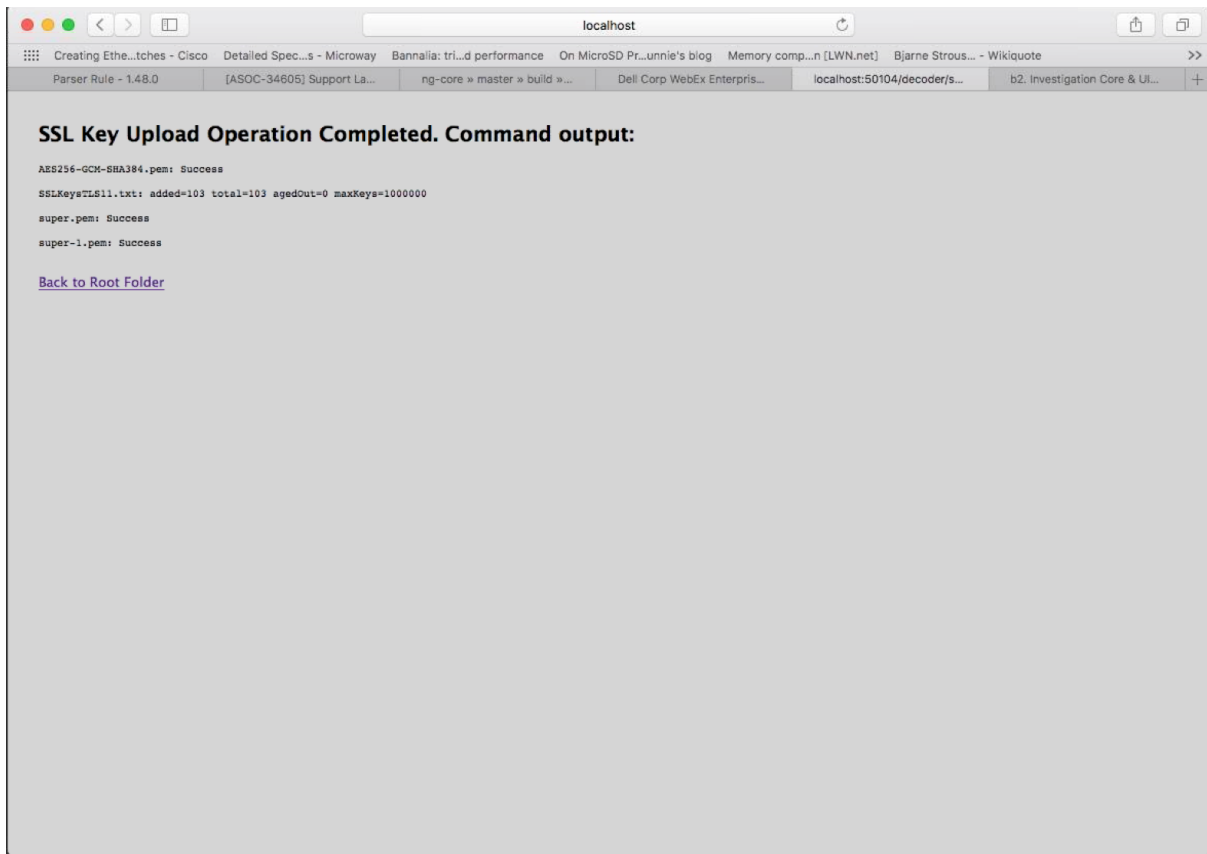 localhost
Creating Ethe...tches - Cisco Detailed Spec...s - Microway Bannalia: tri...d performance On MicroSD Pr...unnie's blog Memory comp...n [LWN.net] Bjarne Strous... - Wikiquote >>
Parser Rule - 1.48.0 [ASOC-34605] Support La... ng-core » master » build »... Dell Corp WebEx Enterpris... localhost:50104/decoder/s... b2. Investigation Core & UI... +
SSL Key Upload Operation Completed. Command output:
AES256-GCM-SHA384.pem: Success
SSLKeysTLS11.txt: added=103 total=103 agedOut=0 maxKeys=1000000
super.pem: Success
super-1.pem: Success
Back to Root Folder